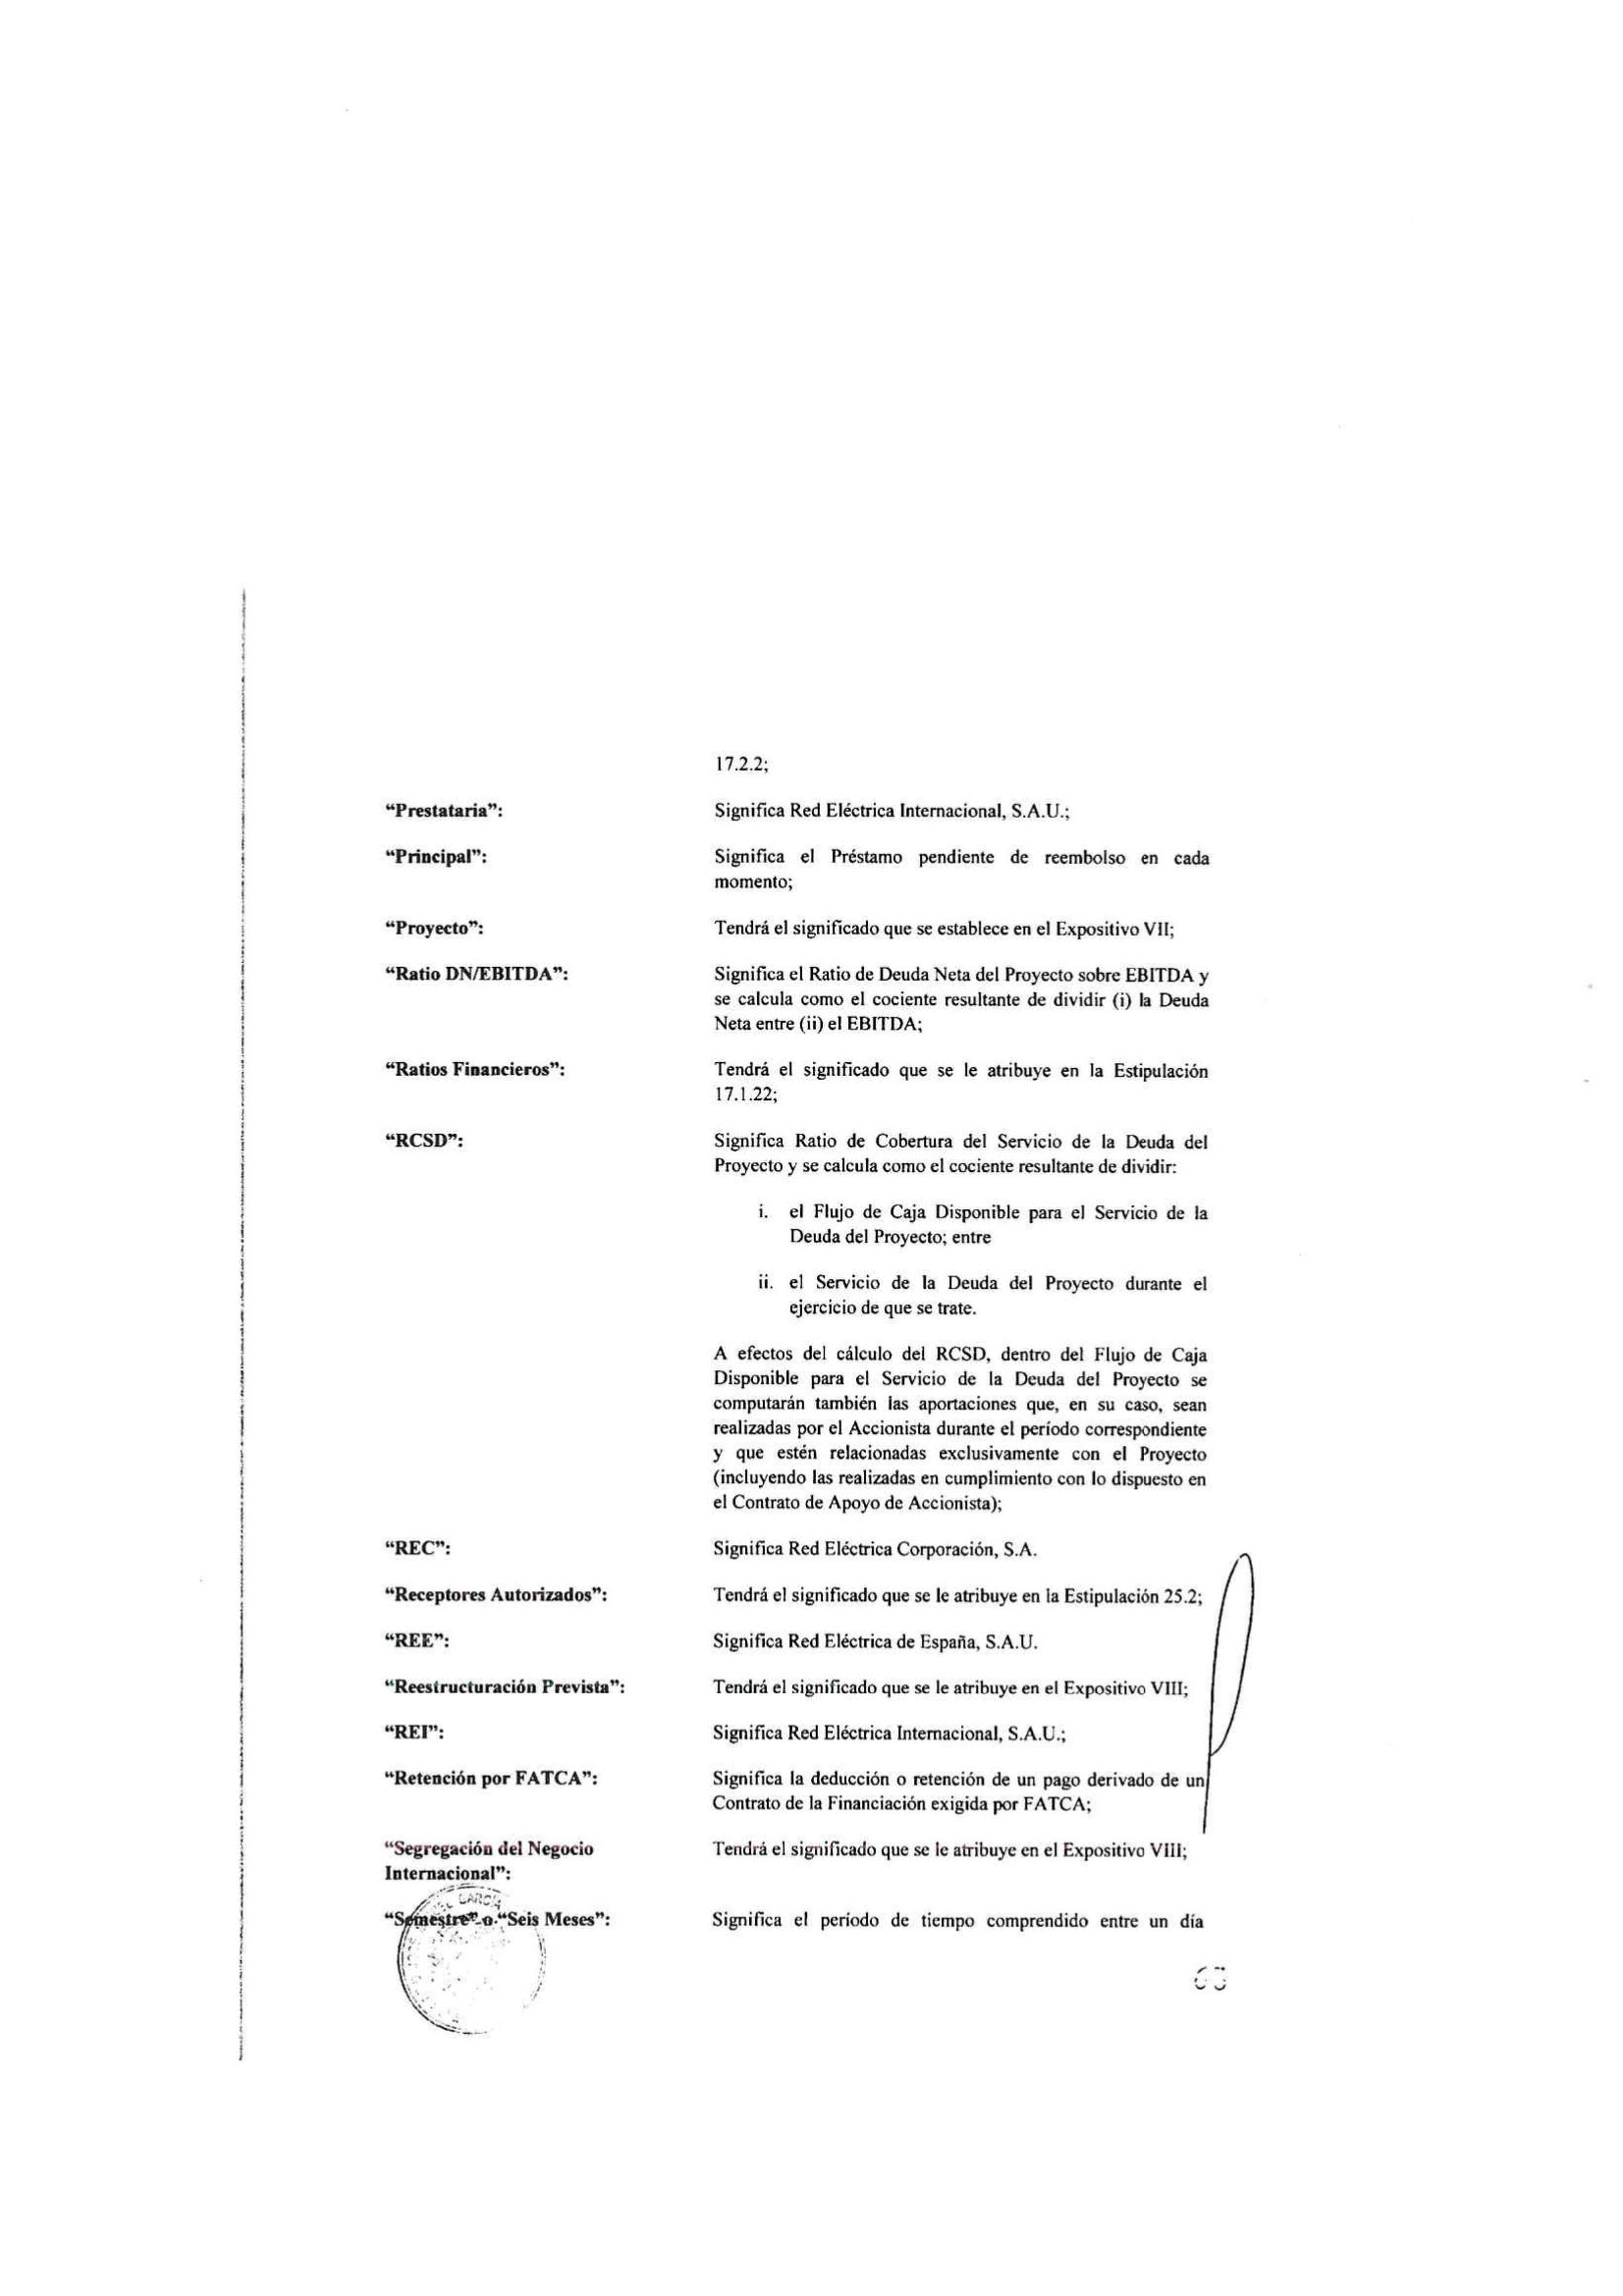 17.2.2;
“Prestataria”: Significa Red Eléctrica Internacional, S.A.U.;
“Principal”: Significa el Préstamo pendiente de reembolso en cada
momento;
“Proyecto”: Tendrá el significado que se establece en el Expositivo VII;
“Ratio DN/EBITDA”: Significa el Ratio de Deuda Neta del Proyecto sobre EBITDA y
se calcula como el cociente resultante de dividir (i) la Deuda
Neta entre (ii) el EBITDA;
“Ratios Financieros”: Tendrá el significado que se le atribuye en la Estipulación
17.1.22;
“RCSD”: Significa Ratio de Cobertura del Servicio de la Deuda del
Proyecto y se calcula como el cociente resultante de dividir:
i. el Flujo de Caja Disponible para el Servicio de la
Deuda del Proyecto; entre
ii. el Servicio de la Deuda del Proyecto durante el
ejercicio de que se trate.
A efectos del cálculo del RCSD, dentro del Flujo de Caja
Disponible para el Servicio de la Deuda del Proyecto se
computarán también las aportaciones que, en su caso, sean
realizadas por el Accionista durante el período correspondiente
y que estén relacionadas exclusivamente con el Proyecto
(incluyendo las realizadas en cumplimiento con lo dispuesto en
el Contrato de Apoyo de Accionista);
“REC”: Significa Red Eléctrica Corporación, S.A.
“Receptores Autorizados”: Tendrá el significado que se le atribuye en la Estipulación 25.2;
“REE”: Significa Red Eléctrica de España, S.A.U.
“Reestructuración Prevista”: Tendrá el significado que se le atribuye en el Expositivo VIII;
“REI”: Significa Red Eléctrica Internacional, S.A.U.;
“Retención por FATCA”: Significa la deducción o retención de un pago derivado de un
Contrato de la Financiación exigida por FATCA;
“Segregación del Negocio Tendrá el significado que se le atribuye en el Expositivo VIII;
Internacional”:
“Semestre” o “Seis Meses”: Significa el período de tiempo comprendido entre un día